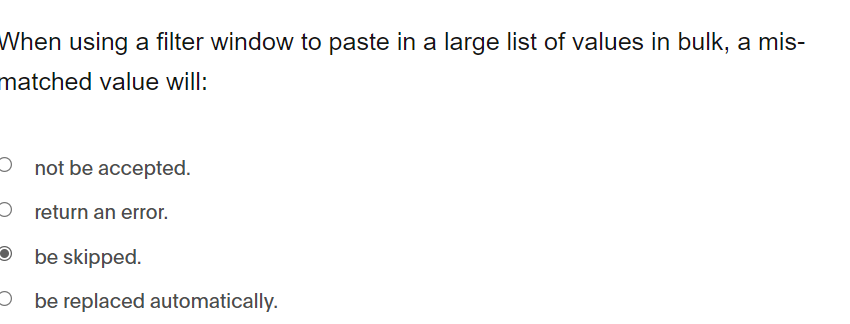 When using a filter window to paste in a large list of values in bulk, a mis-
matched value will:
not be accepted.
return an error.
be skipped.
be replaced automatically.